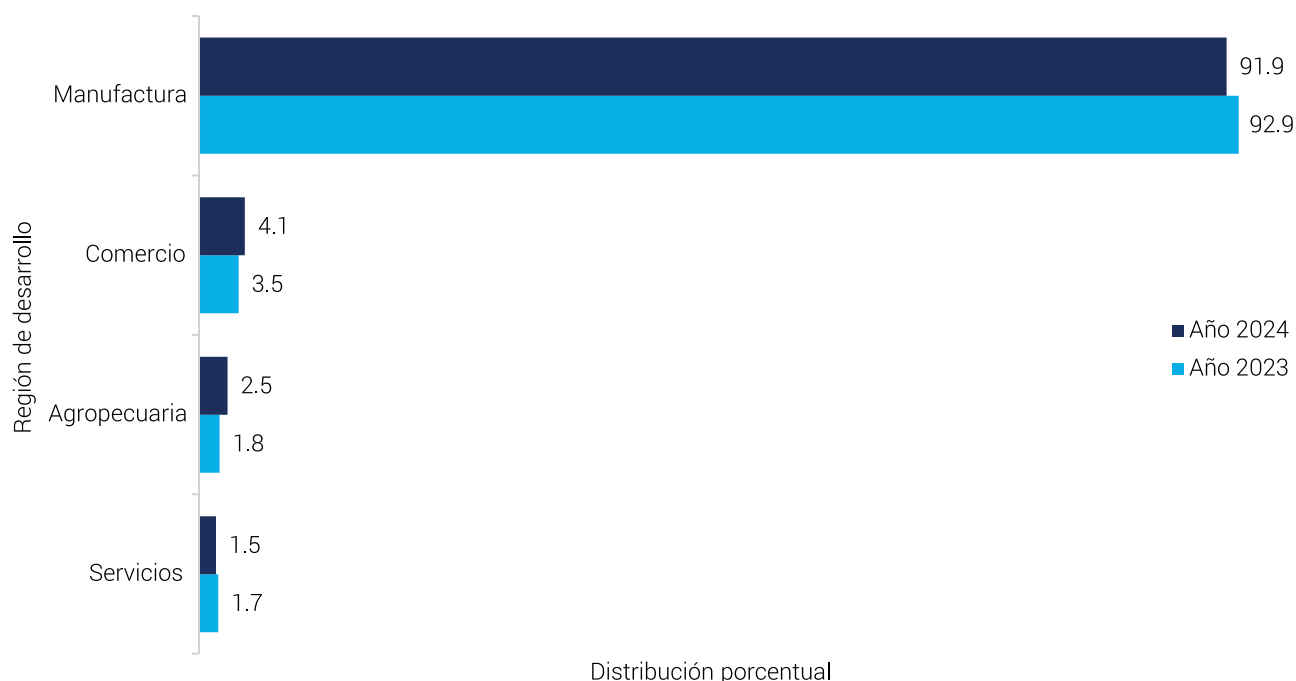 Región de desarrollo
Manufactura
91.9
92.9
Comercio
4.1
3.5
Agropecuaria
2.5
1.8
Servicios
1.5
1.7
Año 2024
Año 2023
Distribución porcentual